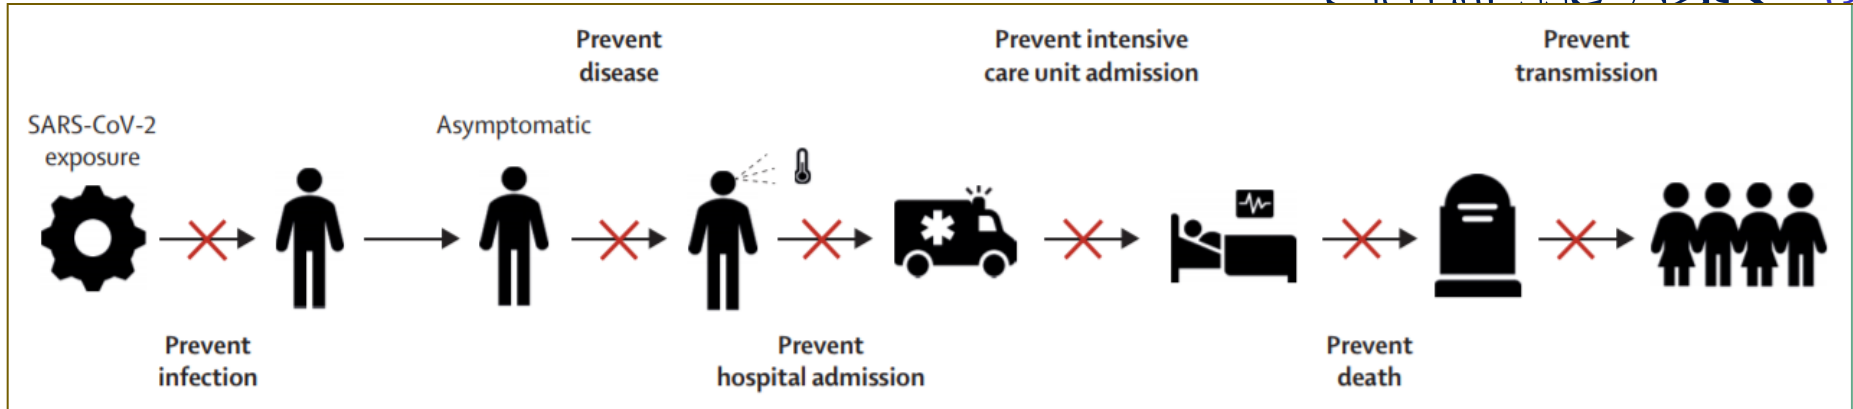 Prevent
disease
Prevent intensive
care unit admission
Prevent
transmission
SARS-CoV-2
exposure
Asymptomatic
Prevent
infection
Prevent
hospital admission
Prevent
death